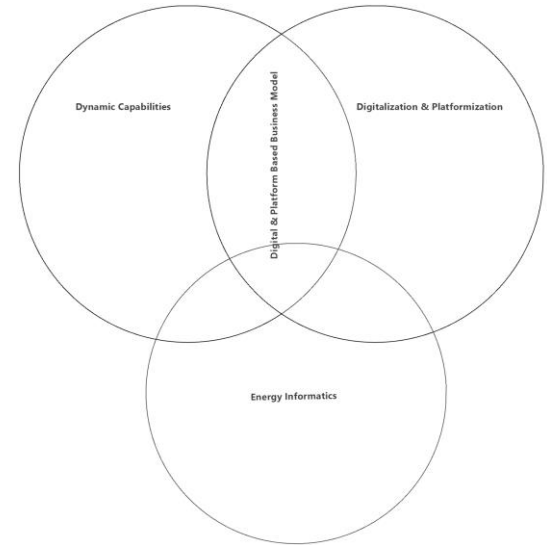 Dynamic Capabilities
Digital & Platform Based Business Model
Digitalization & Platformization
Energy Informatics